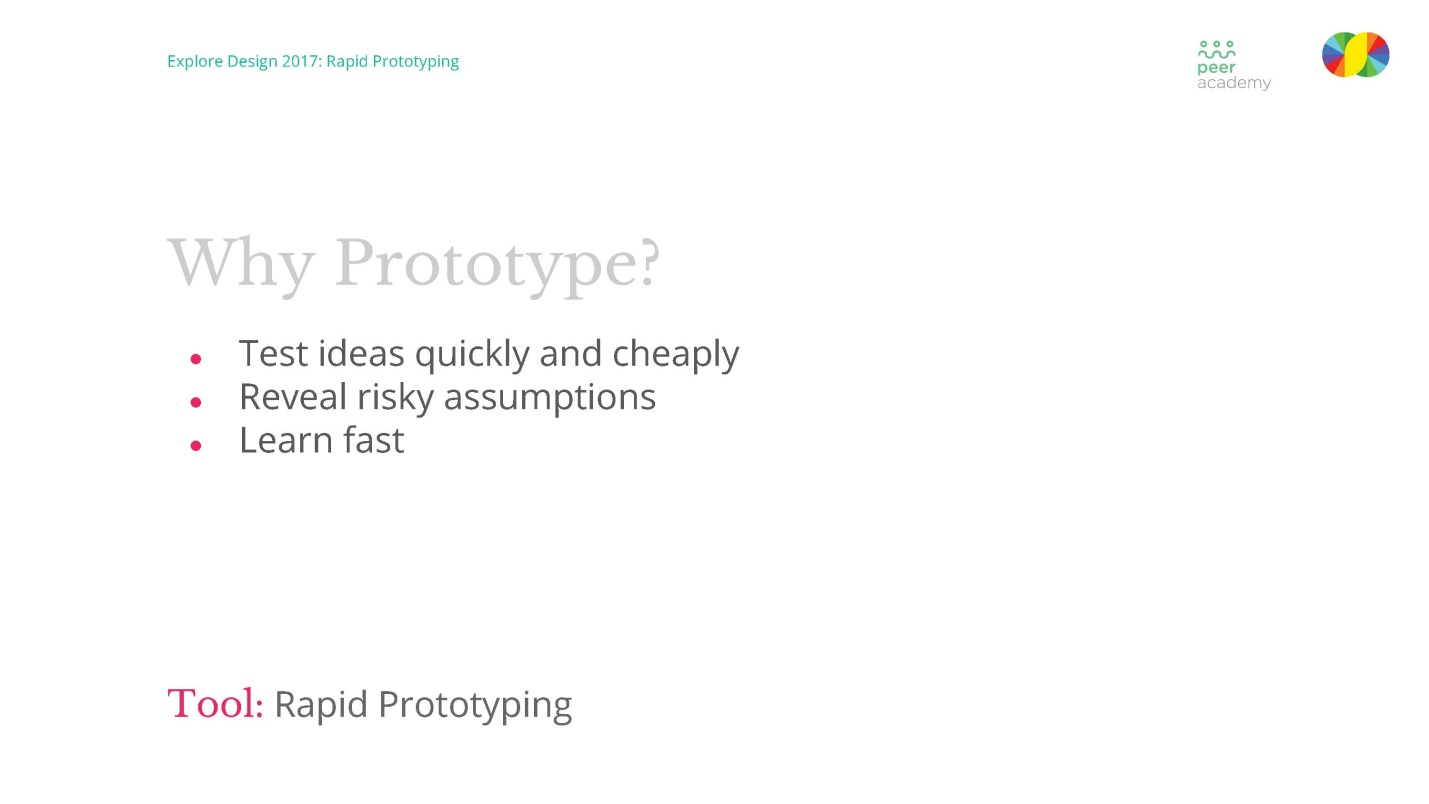 Explore Design 2017: Rapid Prototyping
peer
academy
Why Prototype?
● Test ideas quickly and cheaply
● Reveal risky assumptions
● Learn fast
Tool: Rapid Prototyping